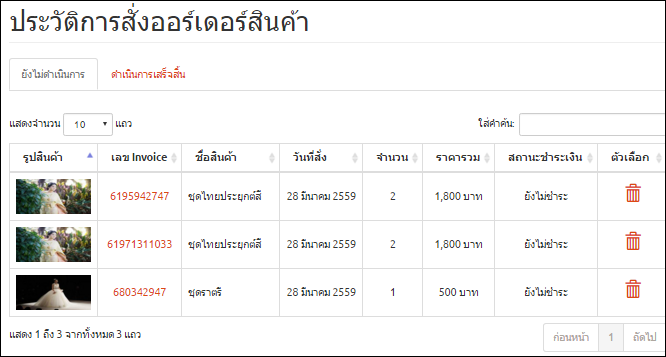 ประวัติการสั่งออร์เดอร์สินค้า
ยังไม่ดำเนินการ ดำเนินการเสร็จสิ้น
แสดงจำนวน 10 แถว ใส่คำค้น:
รูปสินค้า เลข Invoice ชื่อสินค้า วันที่สั่ง จำนวน ราคารวม สถานะชำระเงิน ตัวเลือก
6195942747 ชุดไทยประยุกต์สี 28 มีนาคม 2559 2 1,800 บาท ยังไม่ชำระ
61971311033 ชุดไทยประยุกต์สี 28 มีนาคม 2559 2 1,800 บาท ยังไม่ชำระ
680342947 ชุดราตรี 28 มีนาคม 2559 1 500 บาท ยังไม่ชำระ
แสดง 1 ถึง 3 จากทั้งหมด 3 แถว
ก่อนหน้า 1 ถัดไป